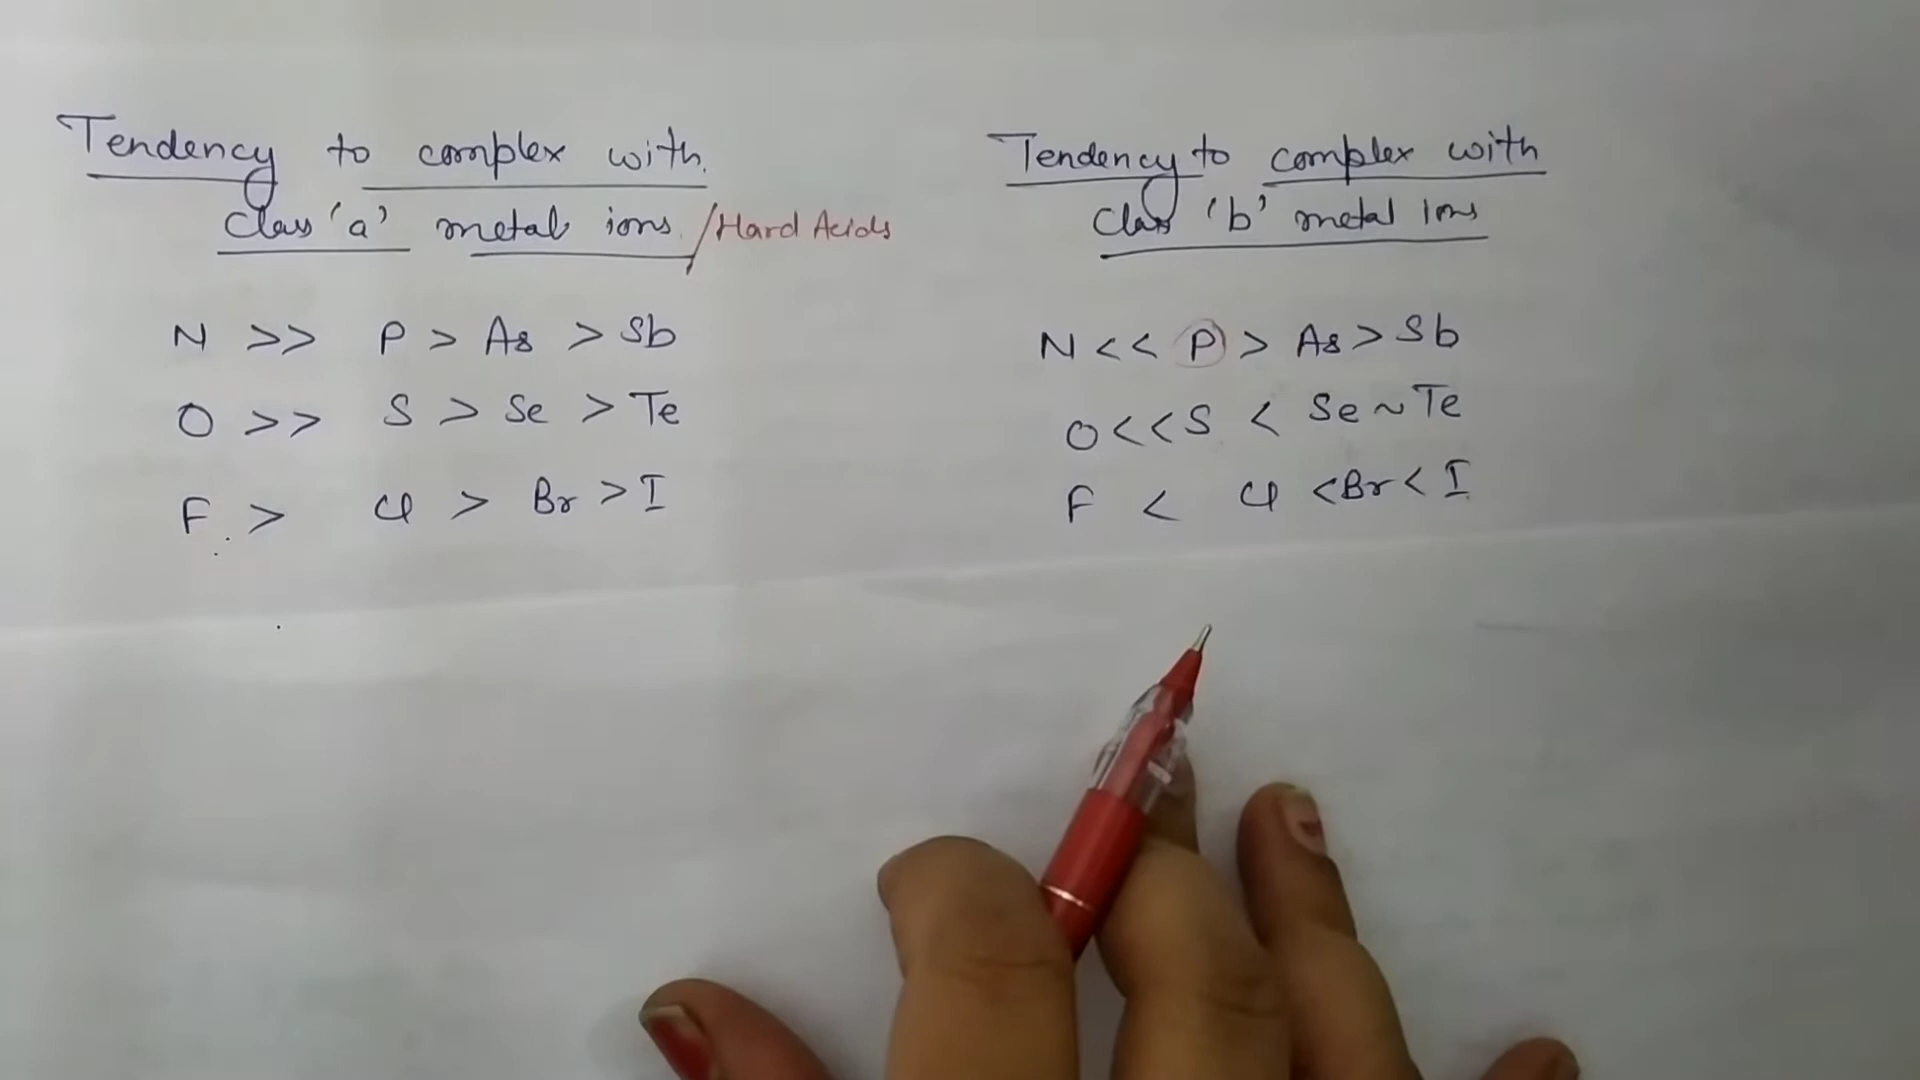 Tendency to complex with
Class 'a' metal ions. /Hard Acids
N >> P > As > Sb
O >> S > Se > Te
F > Cl > Br > I
Tendency to complex with
Class 'b' metal ions
N << P > As > Sb
O << S < Se ~ Te
F < Cl < Br < I